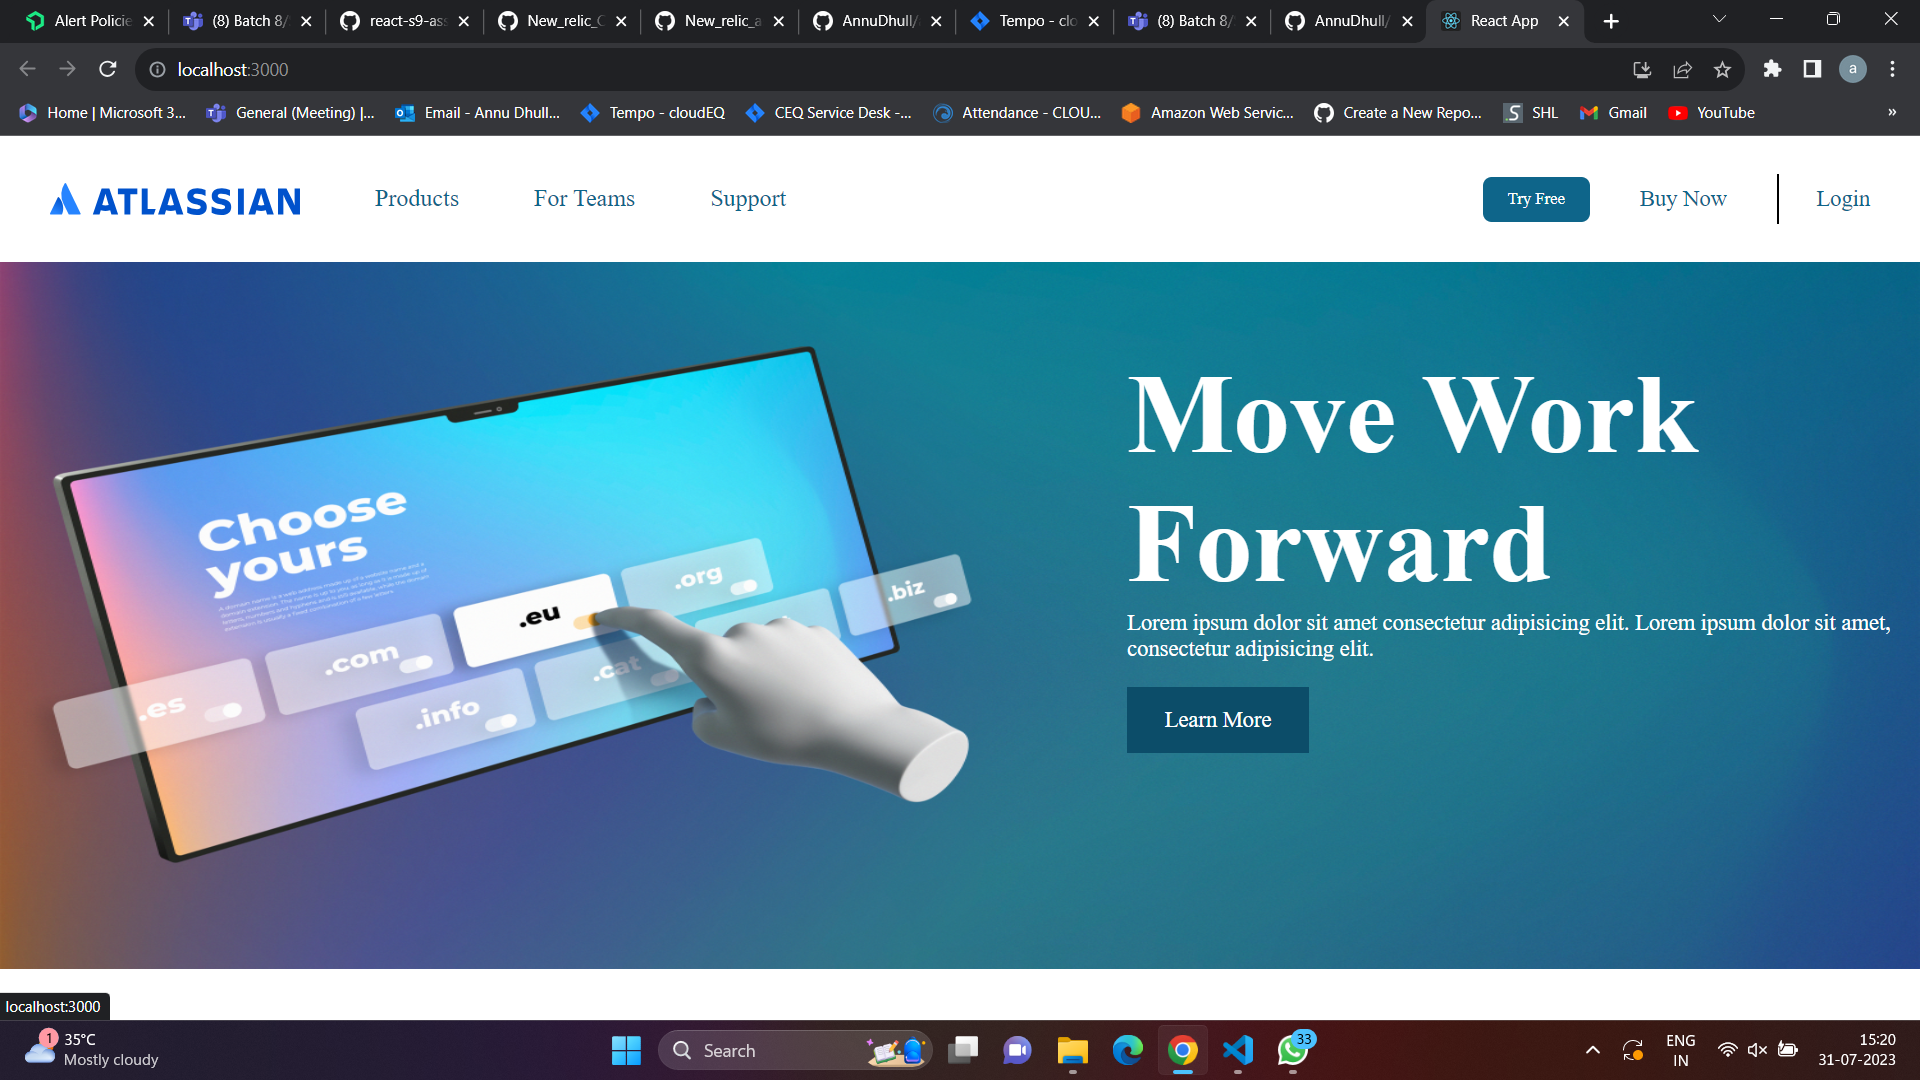 Alert Policie
(8) Batch 8/
react-s9-ass
New_relic_C
New_relic_a
AnnuDhull/
Tempo - clo
(8) Batch 8/
AnnuDhull/
React App
localhost:3000
a
Home | Microsoft 3...
General (Meeting) |...
Email - Annu Dhull...
Tempo - cloudEQ
CEQ Service Desk -...
Attendance - CLOU...
Amazon Web Servic...
Create a New Repo...
SHL
Gmail
YouTube
»
ATLASSIAN
Products
For Teams
Support
Try Free
Buy Now
Login
Choose
yours
.eu
.org
.biz
.com
.cat
.es
.info
Move Work
Forward
Lorem ipsum dolor sit amet consectetur adipisicing elit. Lorem ipsum dolor sit amet,
consectetur adipisicing elit.
Learn More
localhost:3000
1
35°C
Mostly cloudy
Search
33
ENG
IN
15:20
31-07-2023